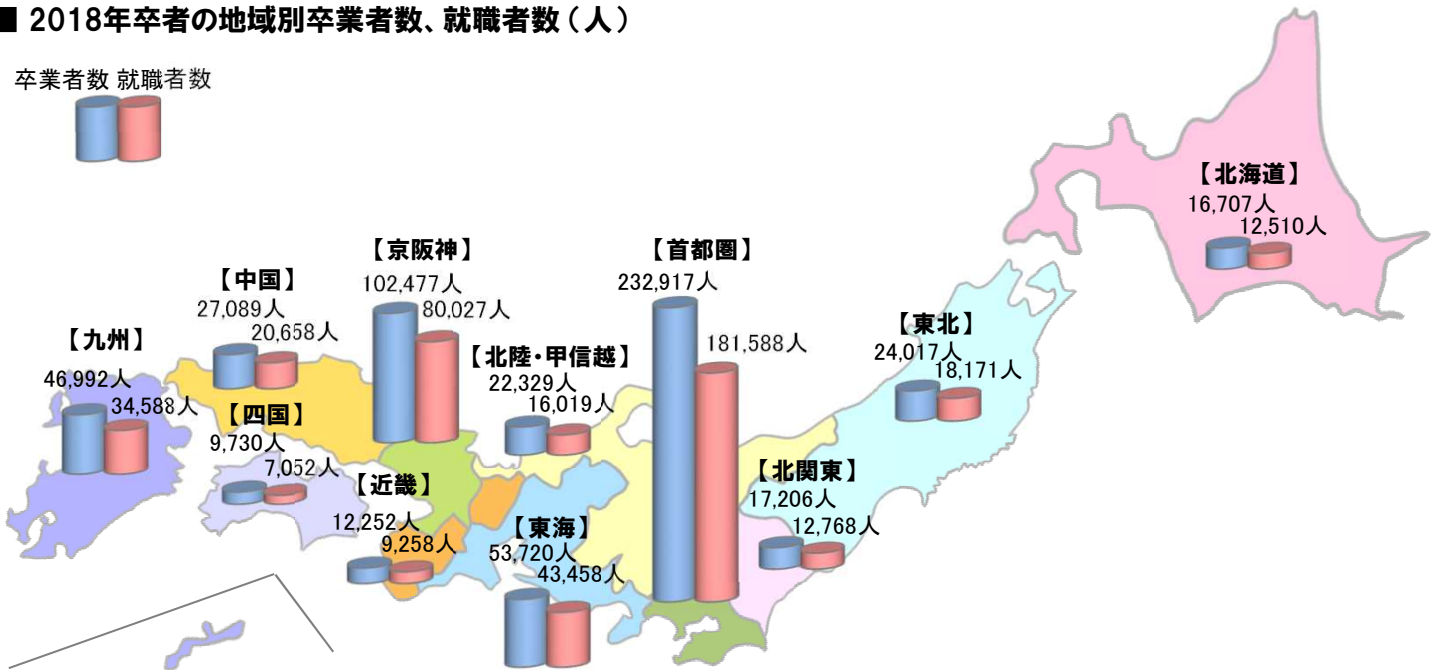 ■ 2018年卒者の地域別卒業者数、就職者数（人）
卒業者数 就職者数
【北海道】
16,707人
12,510人
【京阪神】
102,477人
80,027人
【首都圏】
232,917人
181,588人
【中国】
27,089人
20,658人
【東北】
24,017人
18,171人
【九州】
46,992人
34,588人
【北陸・甲信越】
22,329人
16,019人
【四国】
9,730人
7,052人
【北関東】
17,206人
12,768人
【近畿】
12,252人
9,258人
【東海】
53,720人
43,458人